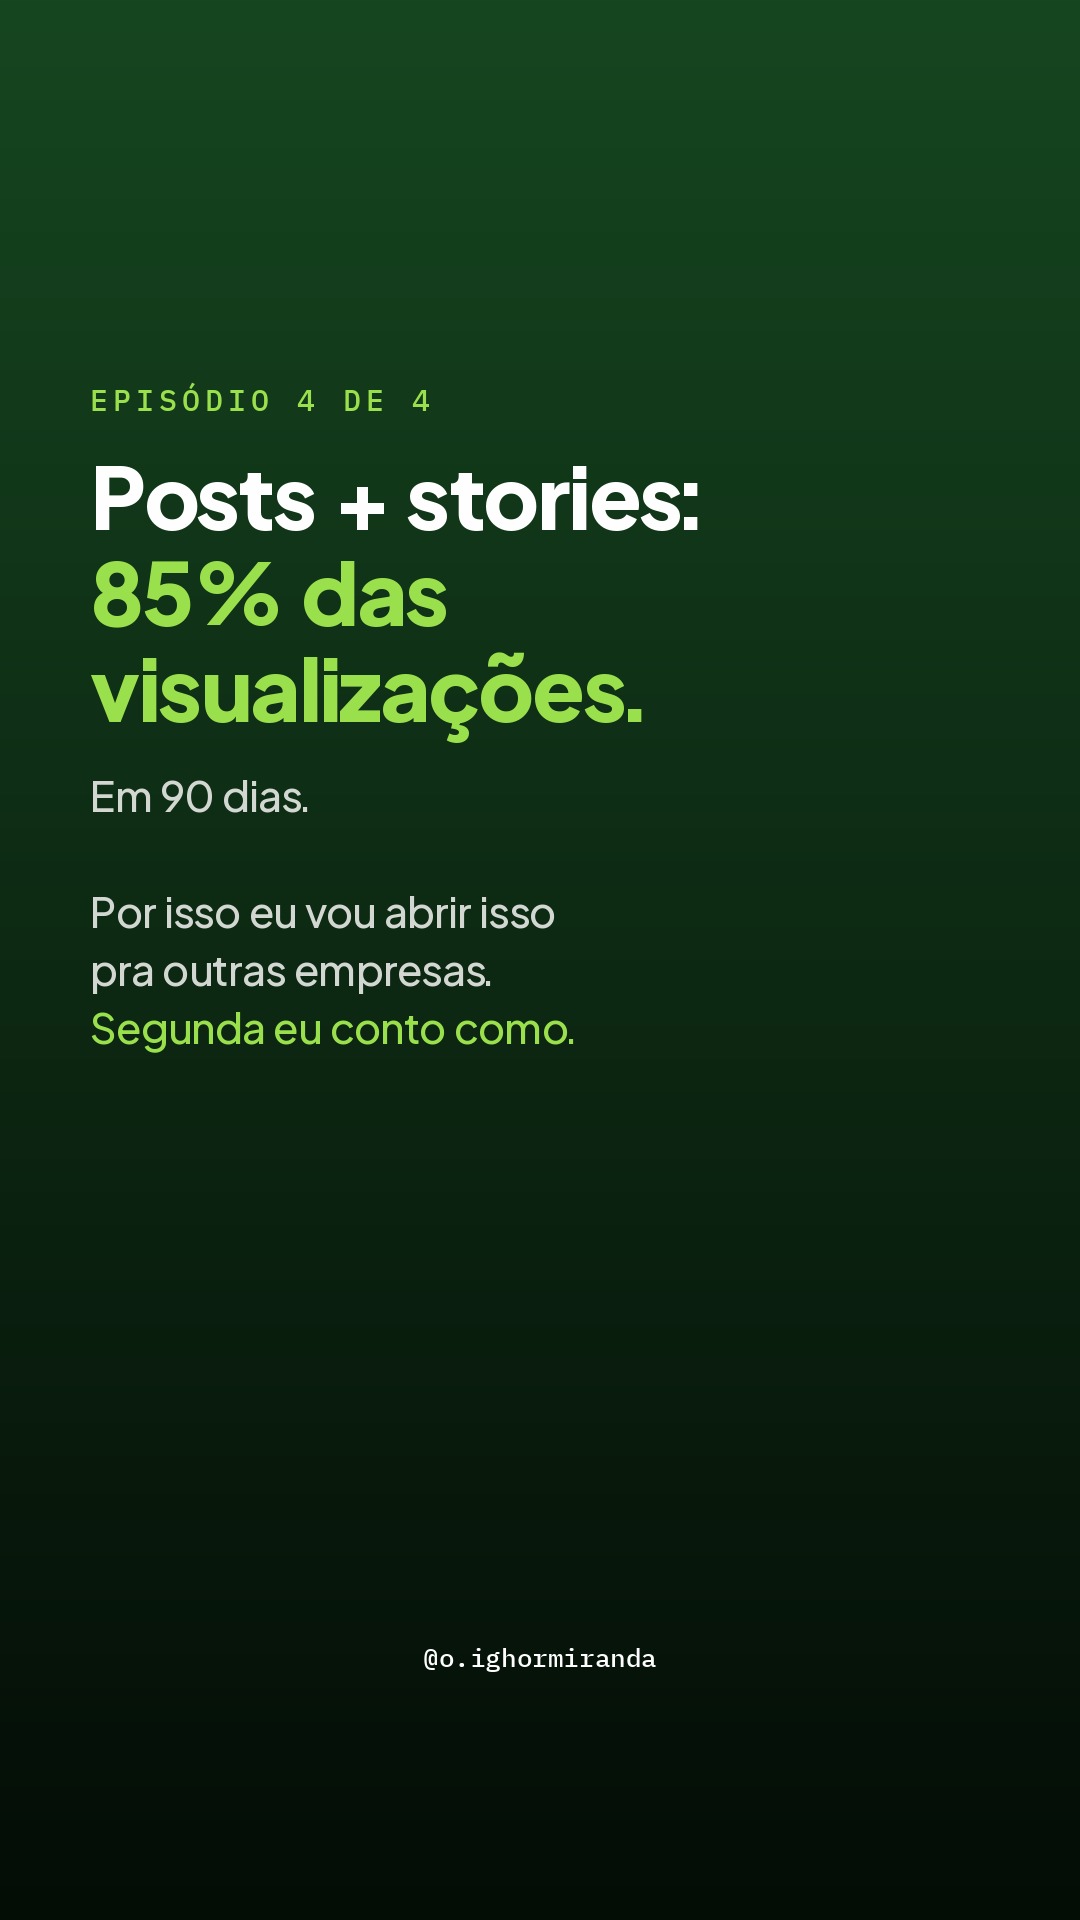 EPISÓDIO 4 DE 4
Posts + stories:
85% das
visualizações.
Em 90 dias.
Por isso eu vou abrir isso
pra outras empresas.
Segunda eu conto como.
@o.ighormiranda